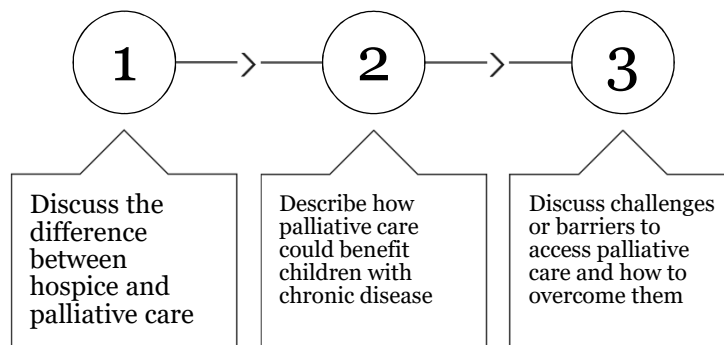 1
2
3
Discuss the
difference
between
hospice and
palliative care
Describe how
palliative care
could benefit
children with
chronic disease
Discuss challenges
or barriers to
access palliative
care and how to
overcome them